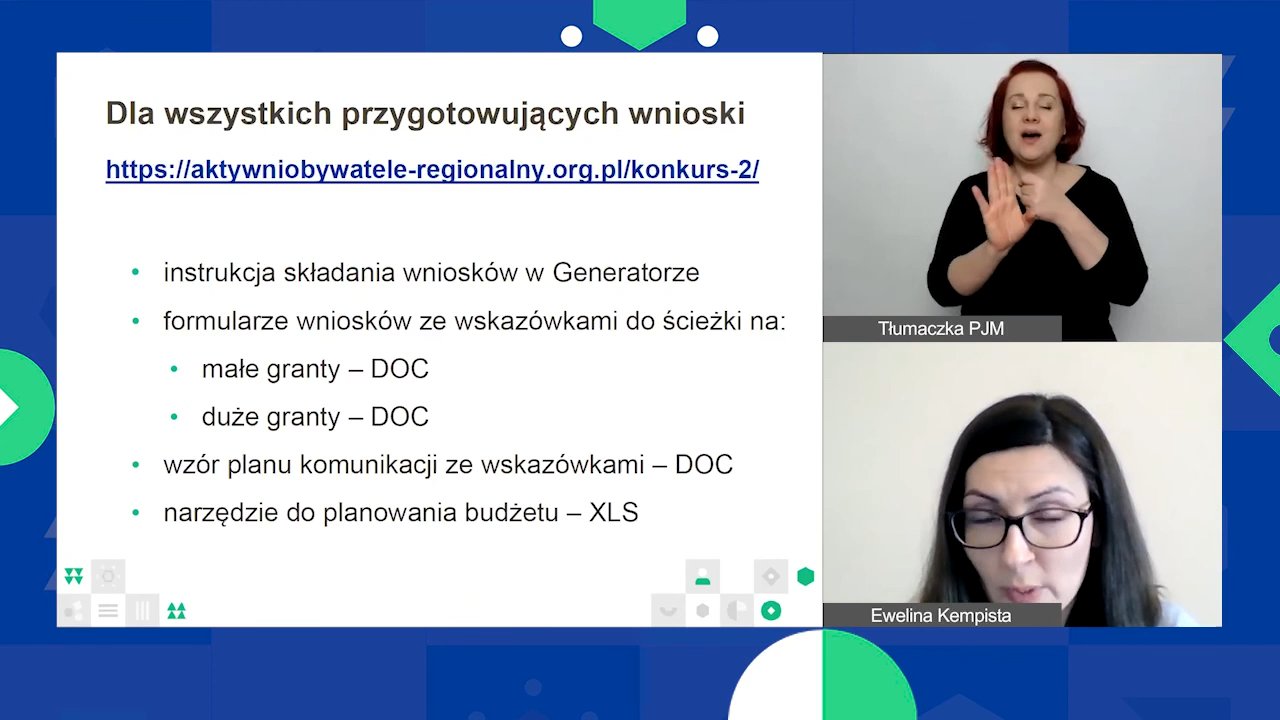 Dla wszystkich przygotowujących wnioski
https://aktywniobywatele-regionalny.org.pl/konkurs-2/
instrukcja składania wniosków w Generatorze
formularze wniosków ze wskazówkami do ścieżki na:
małe granty – DOC
duże granty – DOC
wzór planu komunikacji ze wskazówkami – DOC
narzędzie do planowania budżetu – XLS
Tłumaczka PJM
Ewelina Kempista